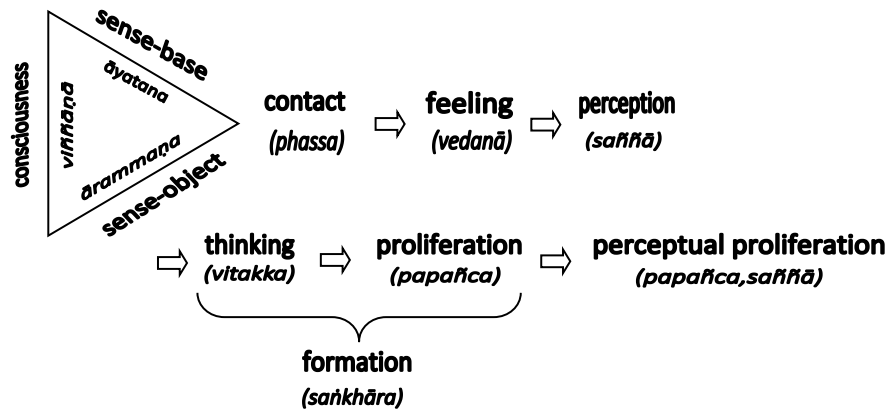 consciousness
viññāṇā
sense-base
āyatana
ārammaṇa
sense-object
contact
(phassa)
feeling
(vedanā)
perception
(saññā)
thinking
(vitakka)
proliferation
(papañca)
perceptual proliferation
(papañca,saññā)
formation
(saṅkhāra)